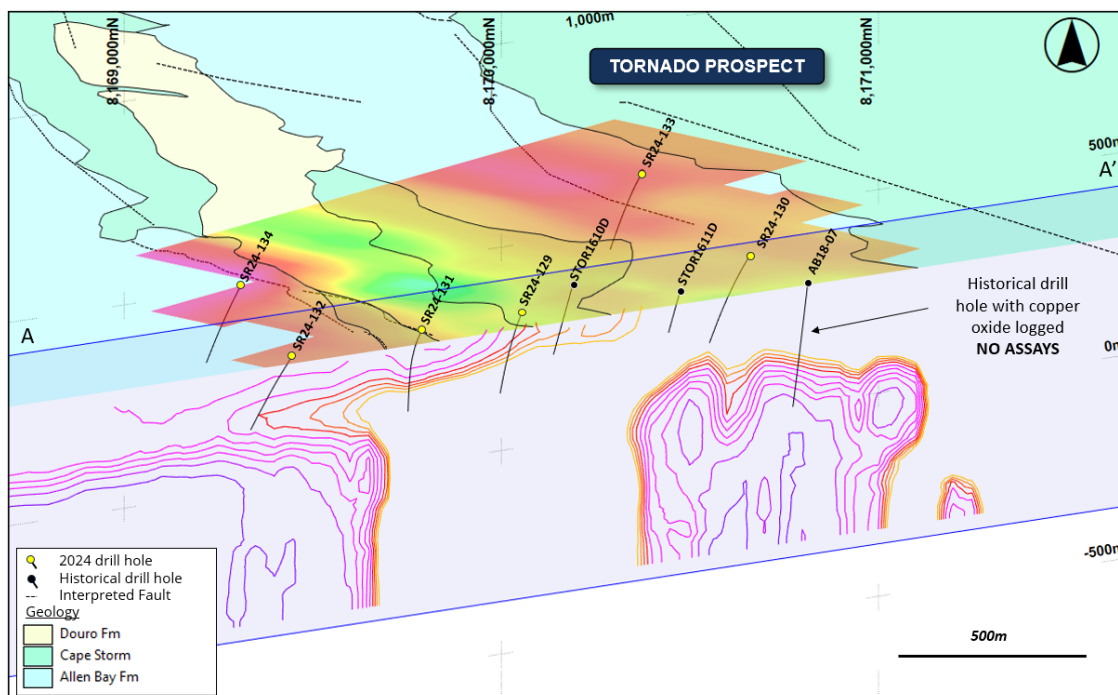 8,169,000mN
8,170,000mN
1,000m
8,171,000mN
TORNADO PROSPECT
500m
A'
SR24-133
SR24-130
STOR1610D
STOR1611D
AB18-07
SR24-134
SR24-129
SR24-131
SR24-132
A
Historical drill
hole with copper
oxide logged
NO ASSAYS
0m
-500m
2024 drill hole
Historical drill hole
Interpreted Fault
Geology
Douro Fm
Cape Storm
Allen Bay Fm
500m